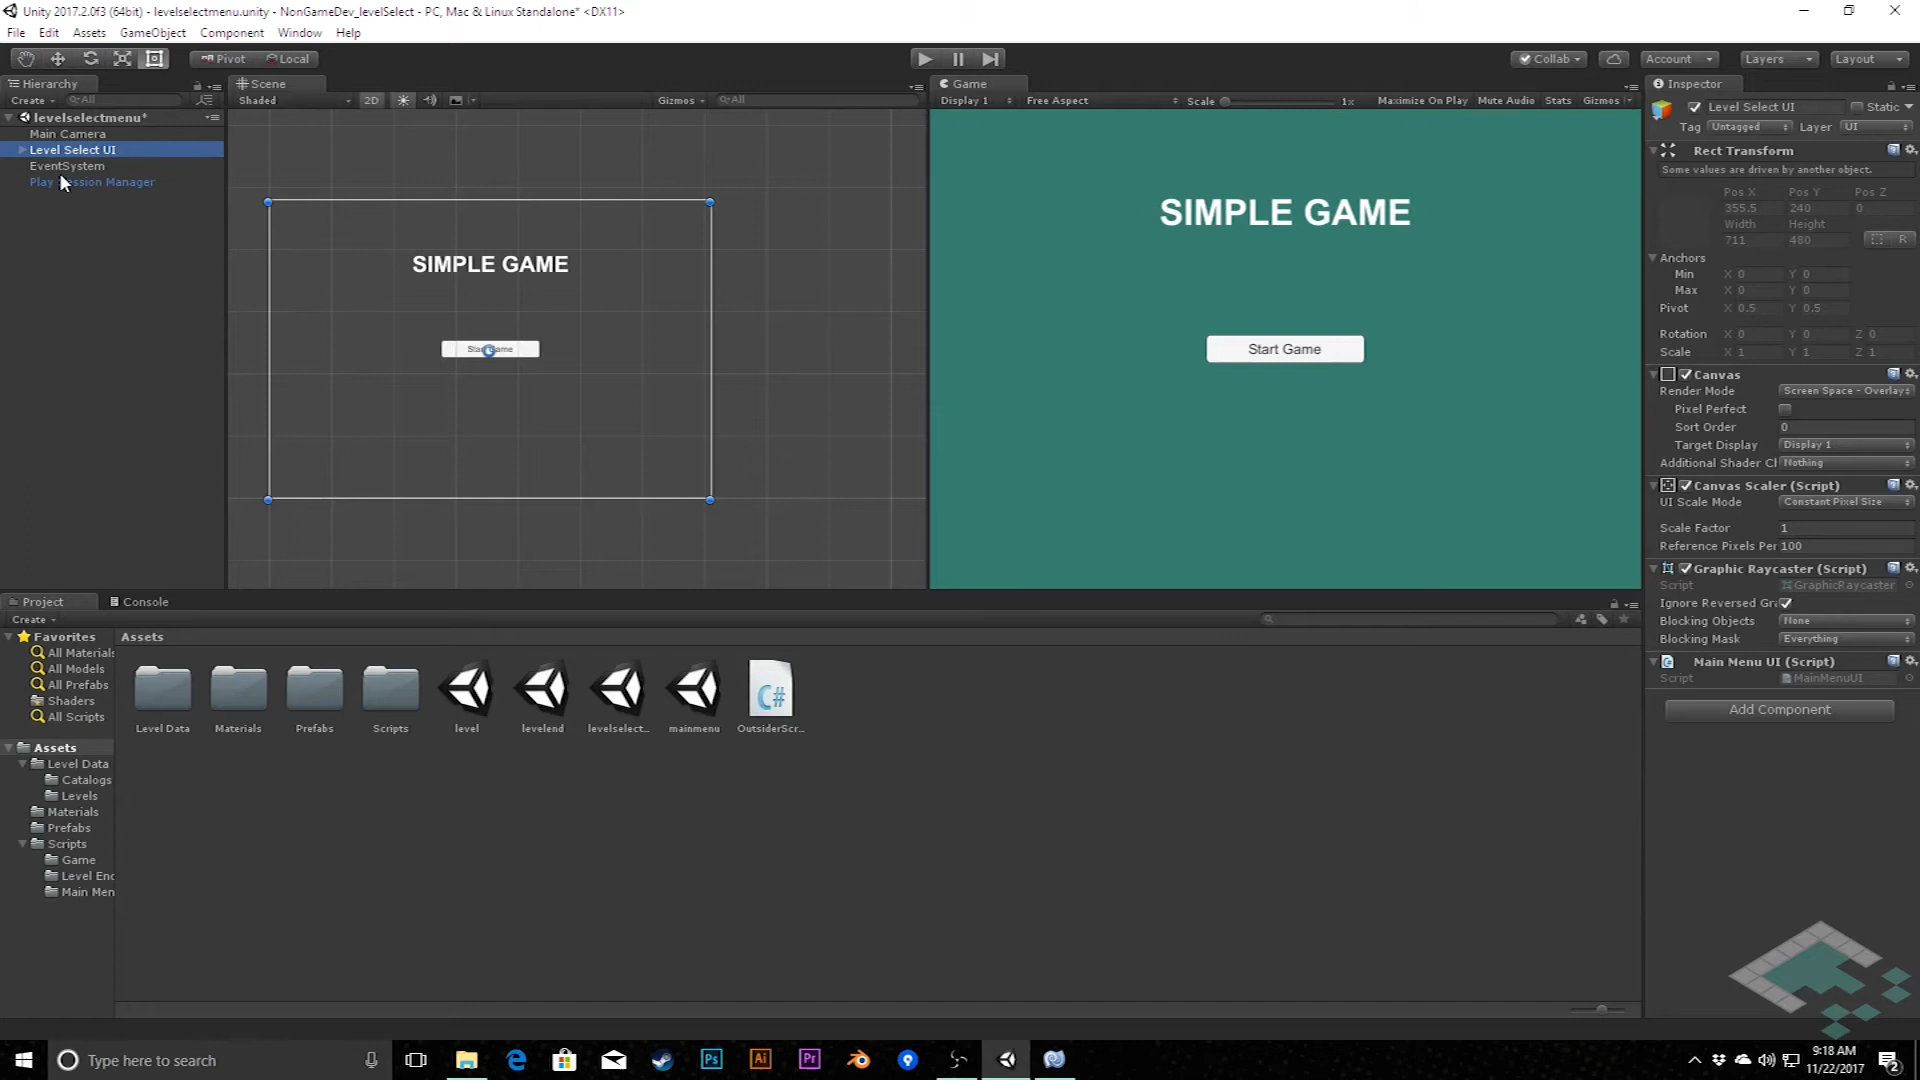 Unity 2017.2.0f3 (64bit) - levelselectmenu.unity - NonGameDev_levelSelect - PC, Mac & Linux Standalone* <DX11>
File Edit Assets GameObject Component Window Help
Pivot Local
Collab Account Layers Layout
Hierarchy
Create All
levelselectmenu*
Main Camera
Level Select UI
EventSystem
Play Session Manager
Scene
Shaded 2D Gizmos All
SIMPLE GAME
Start Game
Game
Display 1 Free Aspect Scale 1x Maximize On Play Mute Audio Stats Gizmos
SIMPLE GAME
Start Game
Inspector
Level Select UI Static
Tag Untagged Layer UI
Rect Transform
Some values are driven by another object.
Pos X Pos Y Pos Z
355.5 240 0
Width Height
711 480 R
Anchors
Min X 0 Y 0
Max X 0 Y 0
Pivot X 0.5 Y 0.5
Rotation X 0 Y 0 Z 0
Scale X 1 Y 1 Z 1
Canvas
Render Mode Screen Space - Overlay
Pixel Perfect
Sort Order 0
Target Display Display 1
Additional Shader Cl Nothing
Canvas Scaler (Script)
UI Scale Mode Constant Pixel Size
Scale Factor 1
Reference Pixels Per 100
Graphic Raycaster (Script)
Script GraphicRaycaster
Ignore Reversed Gra
Blocking Objects None
Blocking Mask Everything
Main Menu UI (Script)
Script MainMenuUI
Add Component
Project Console
Create
Favorites
All Materials
All Models
All Prefabs
Shaders
All Scripts
Assets
Level Data
Catalogs
Levels
Materials
Prefabs
Scripts
Game
Level End
Main Men
Assets
Level Data Materials Prefabs Scripts level levelend levelselect... mainmenu OutsiderScr...
C#
Type here to search
Ps Ai Pr
9:18 AM
11/22/2017
2